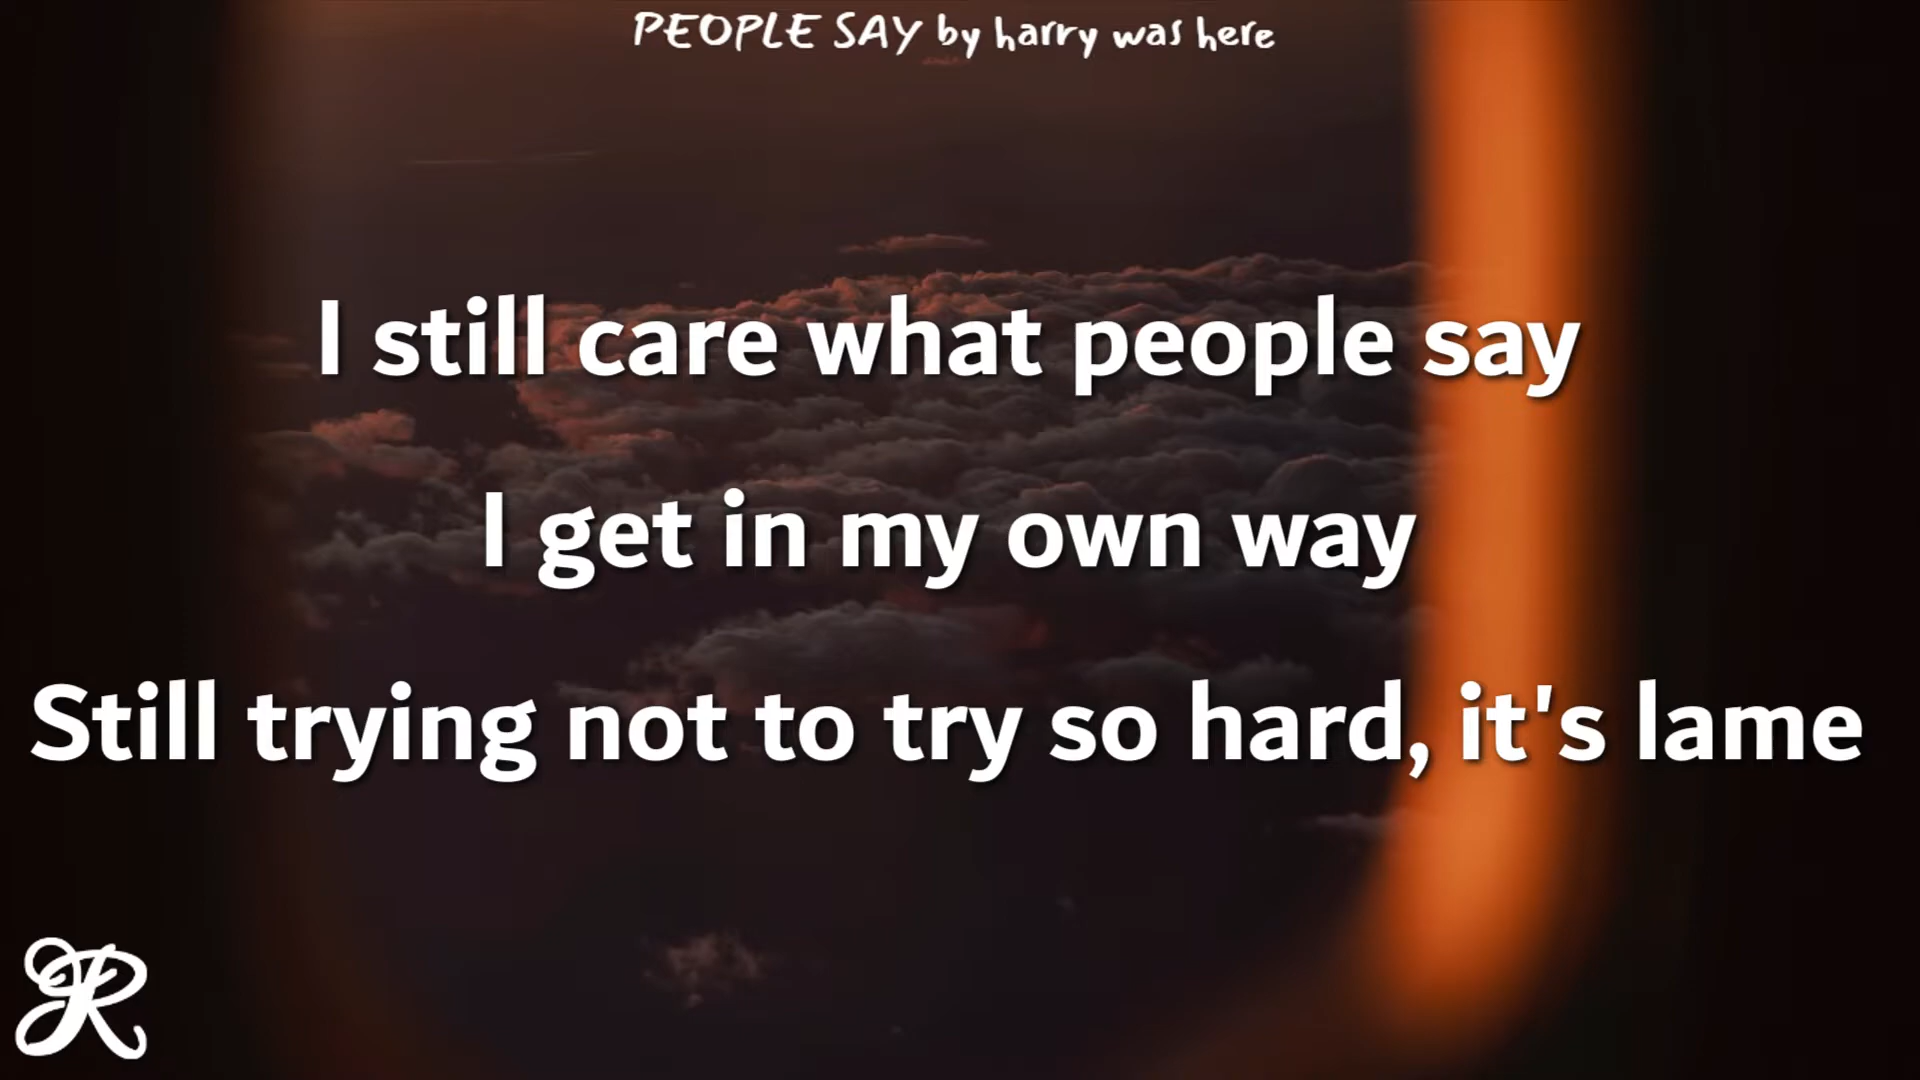 PEOPLE SAY by harry was here
I still care what people say
I get in my own way
Still trying not to try so hard, it's lame
R